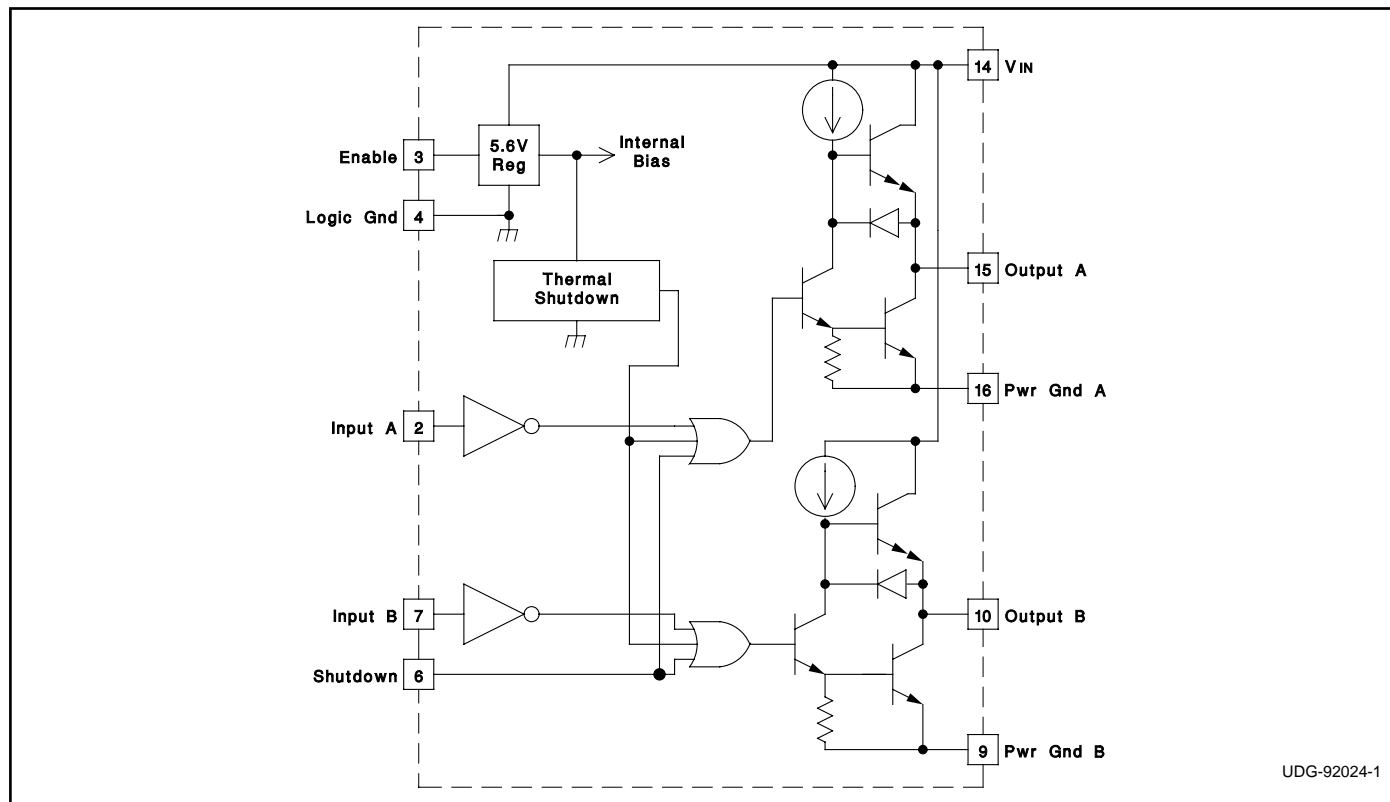 14 VIN
Enable 3
5.6V
Reg
Internal
Bias
Logic Gnd 4
Thermal
Shutdown
15 Output A
16 Pwr Gnd A
Input A 2
Input B 7
10 Output B
Shutdown 6
9 Pwr Gnd B
UDG-92024-1